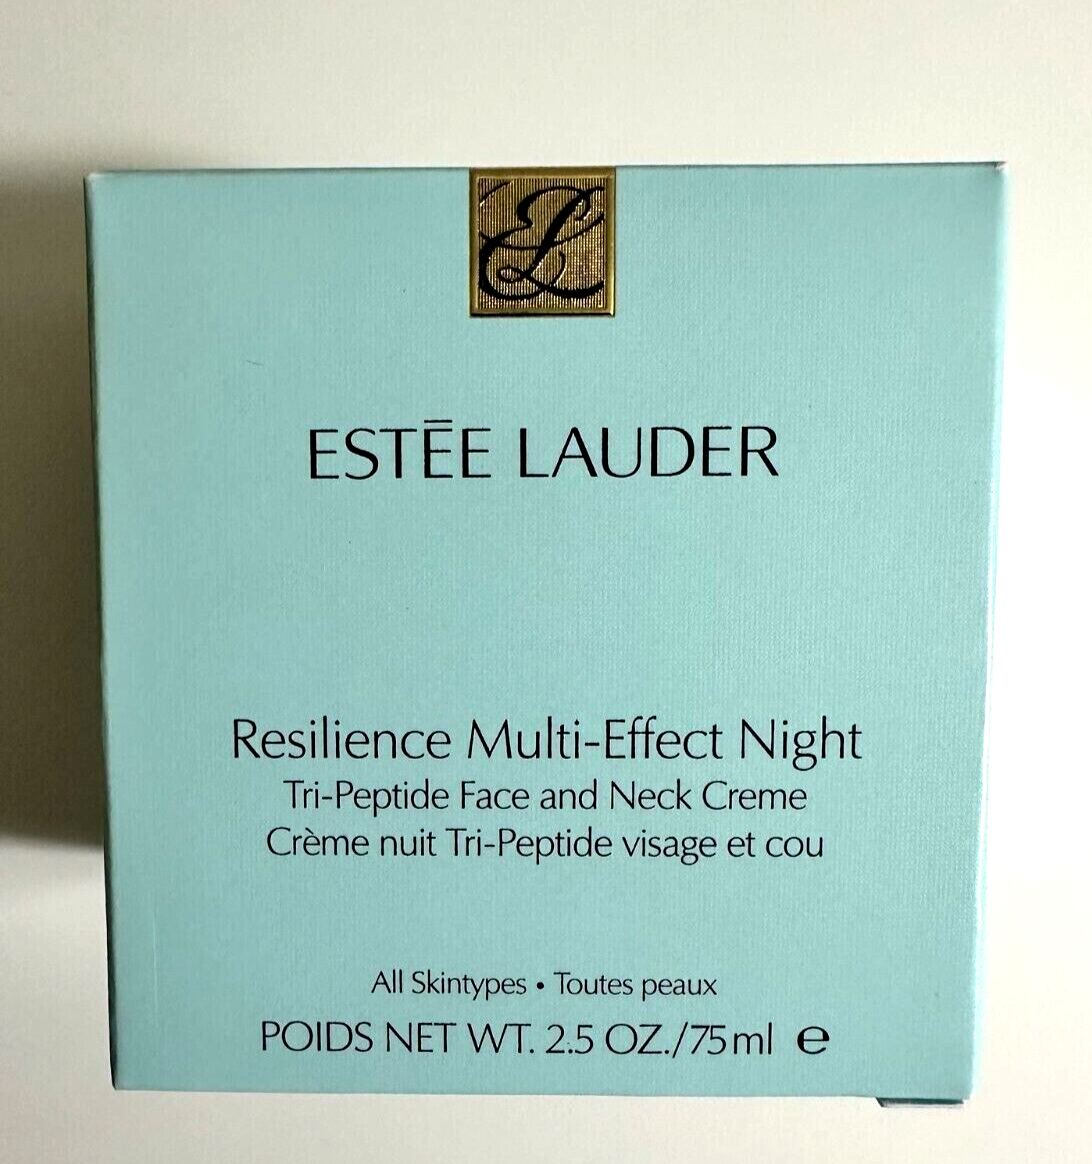 EL
ESTĒE LAUDER
Resilience Multi-Effect Night
Tri-Peptide Face and Neck Creme
Crème nuit Tri-Peptide visage et cou
All Skintypes • Toutes peaux
POIDS NET WT. 2.5 OZ./75ml ℮